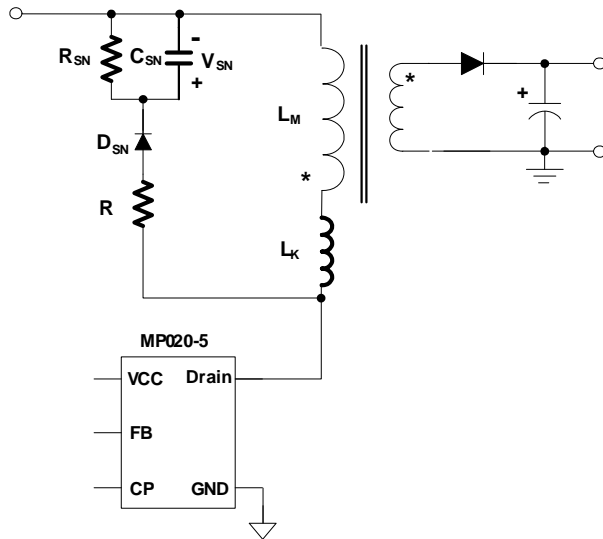 RSN
CSN
-
VSN
+
DSN
R
LM
*
LK
*
+
MP020-5
VCC
Drain
FB
CP
GND